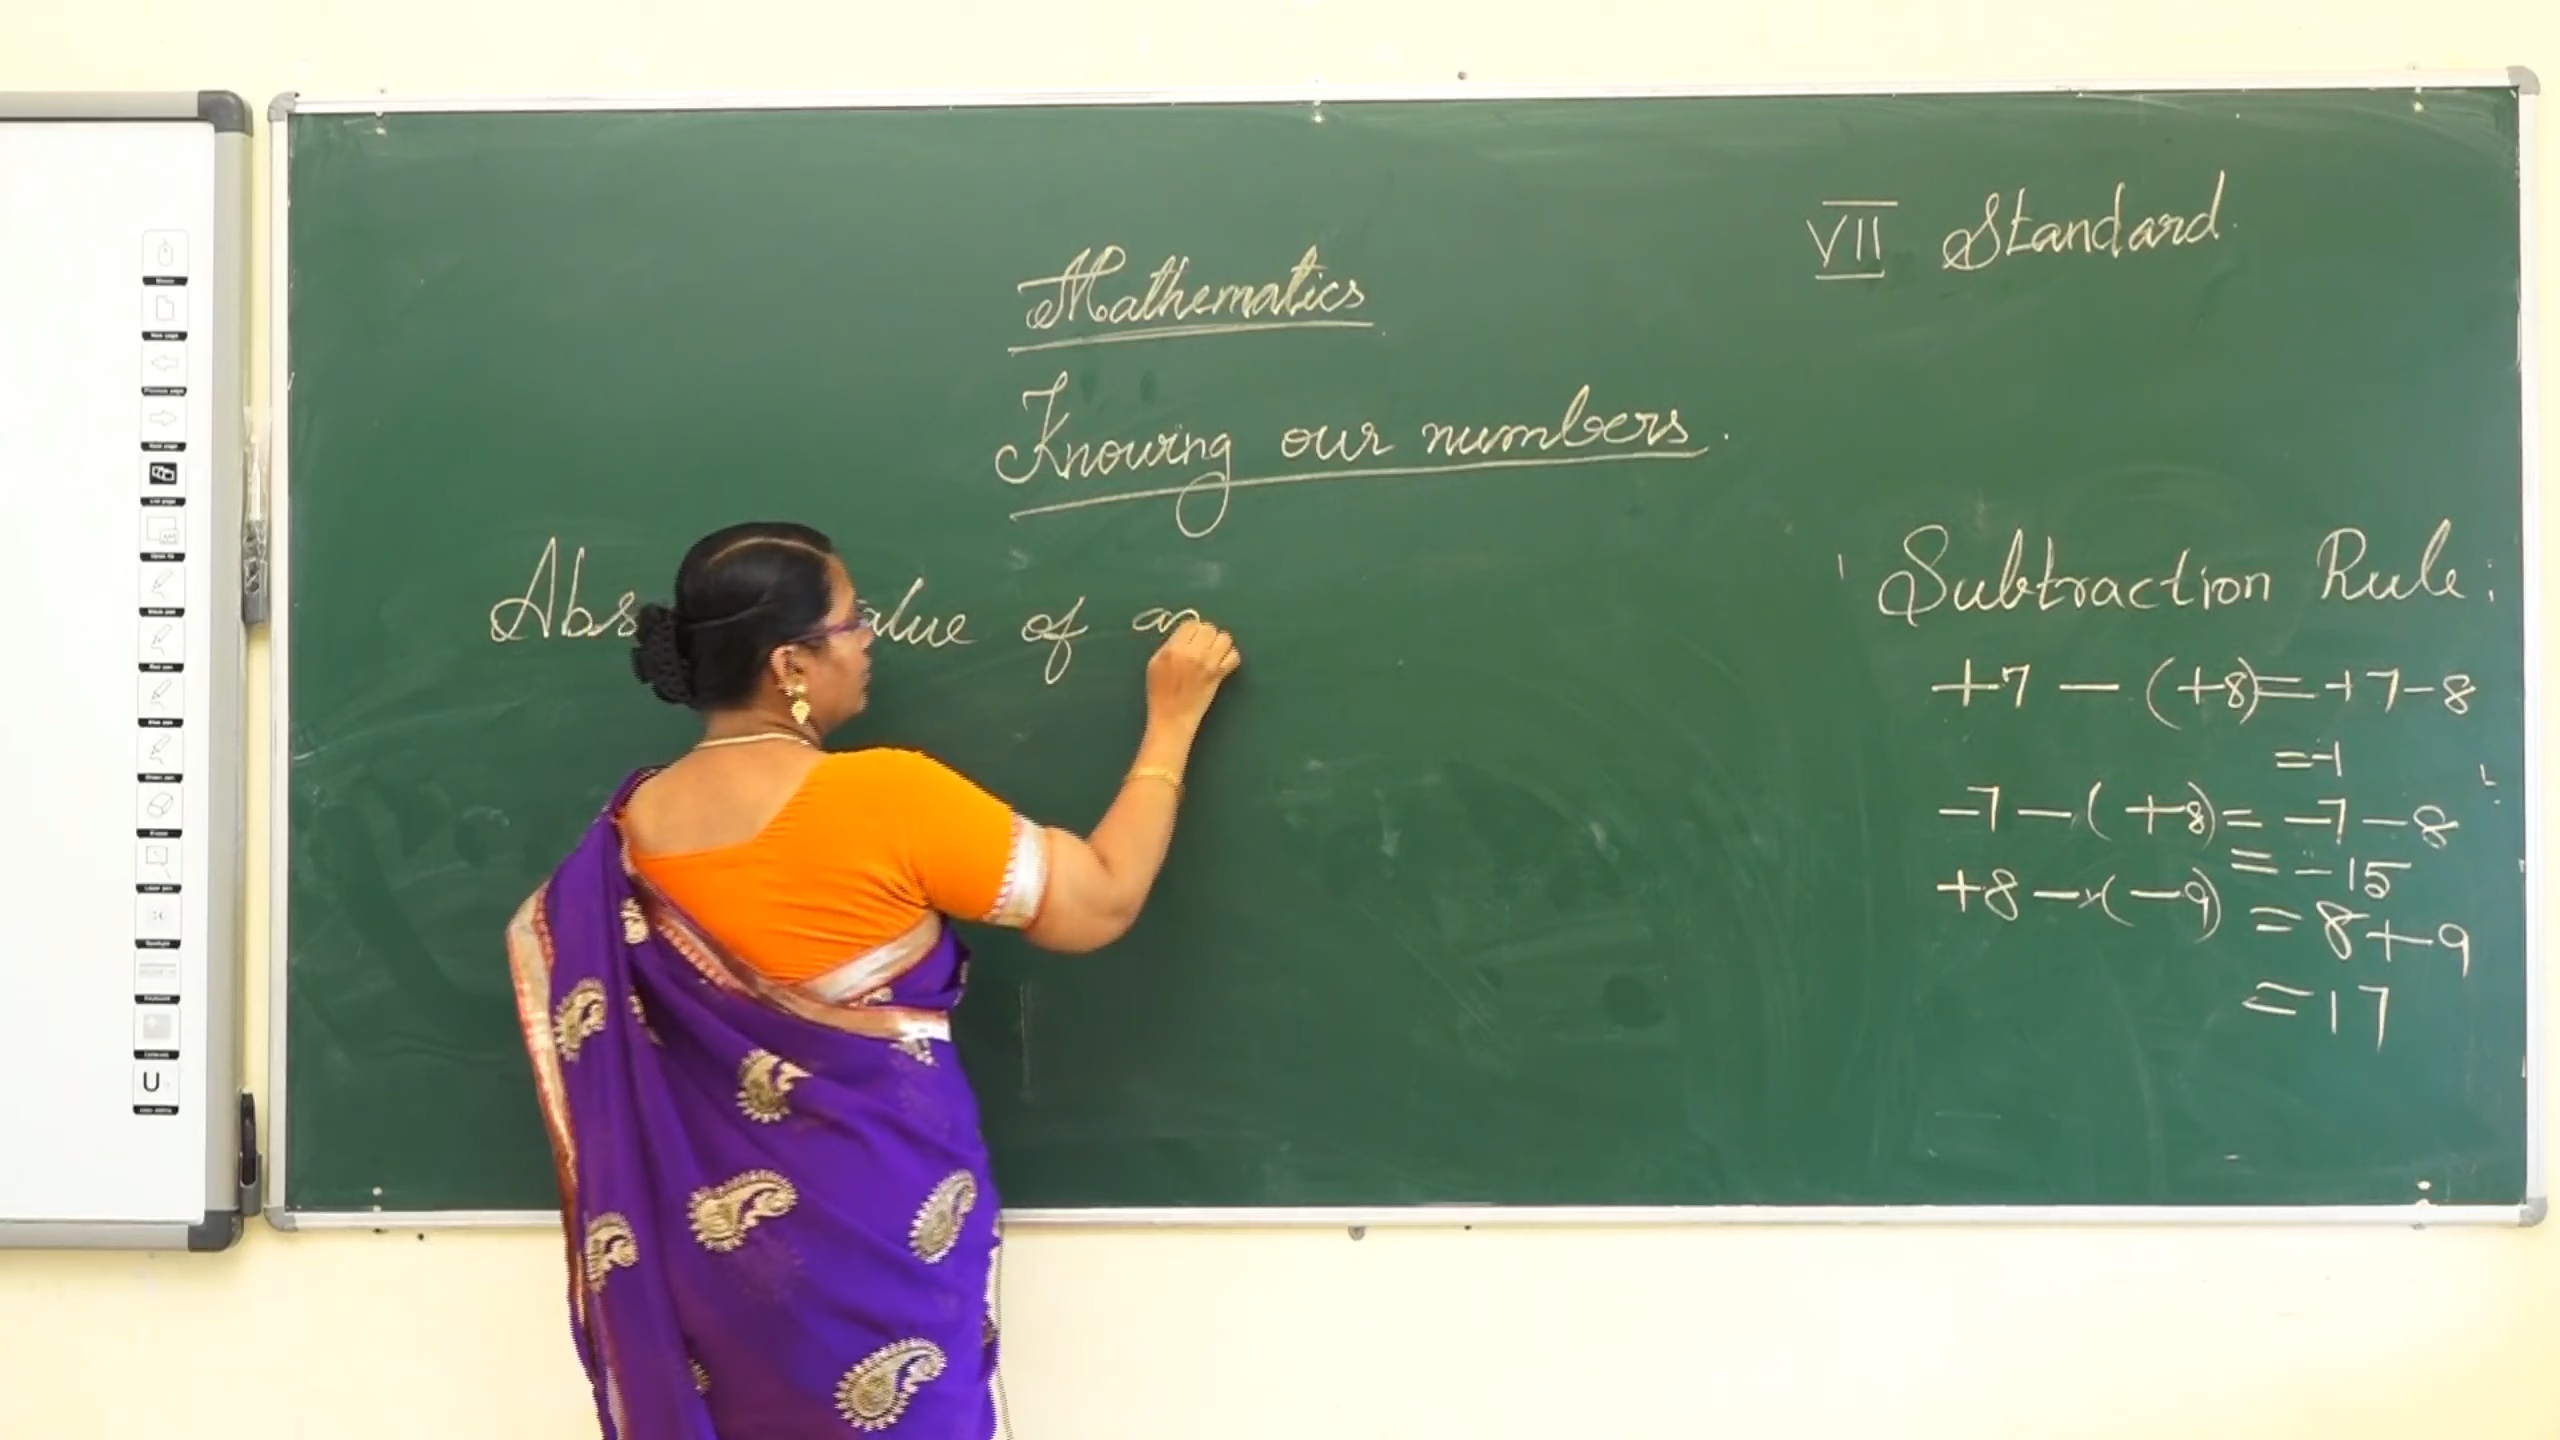 VII Standard
Mathematics
Knowing our numbers.
value of an
Subtraction Rule:
+7 - (+8) = +7-8
= -1
-7 - (+8) = -7 - 8
= -15
+8 - (-9) = 8+9
= 17